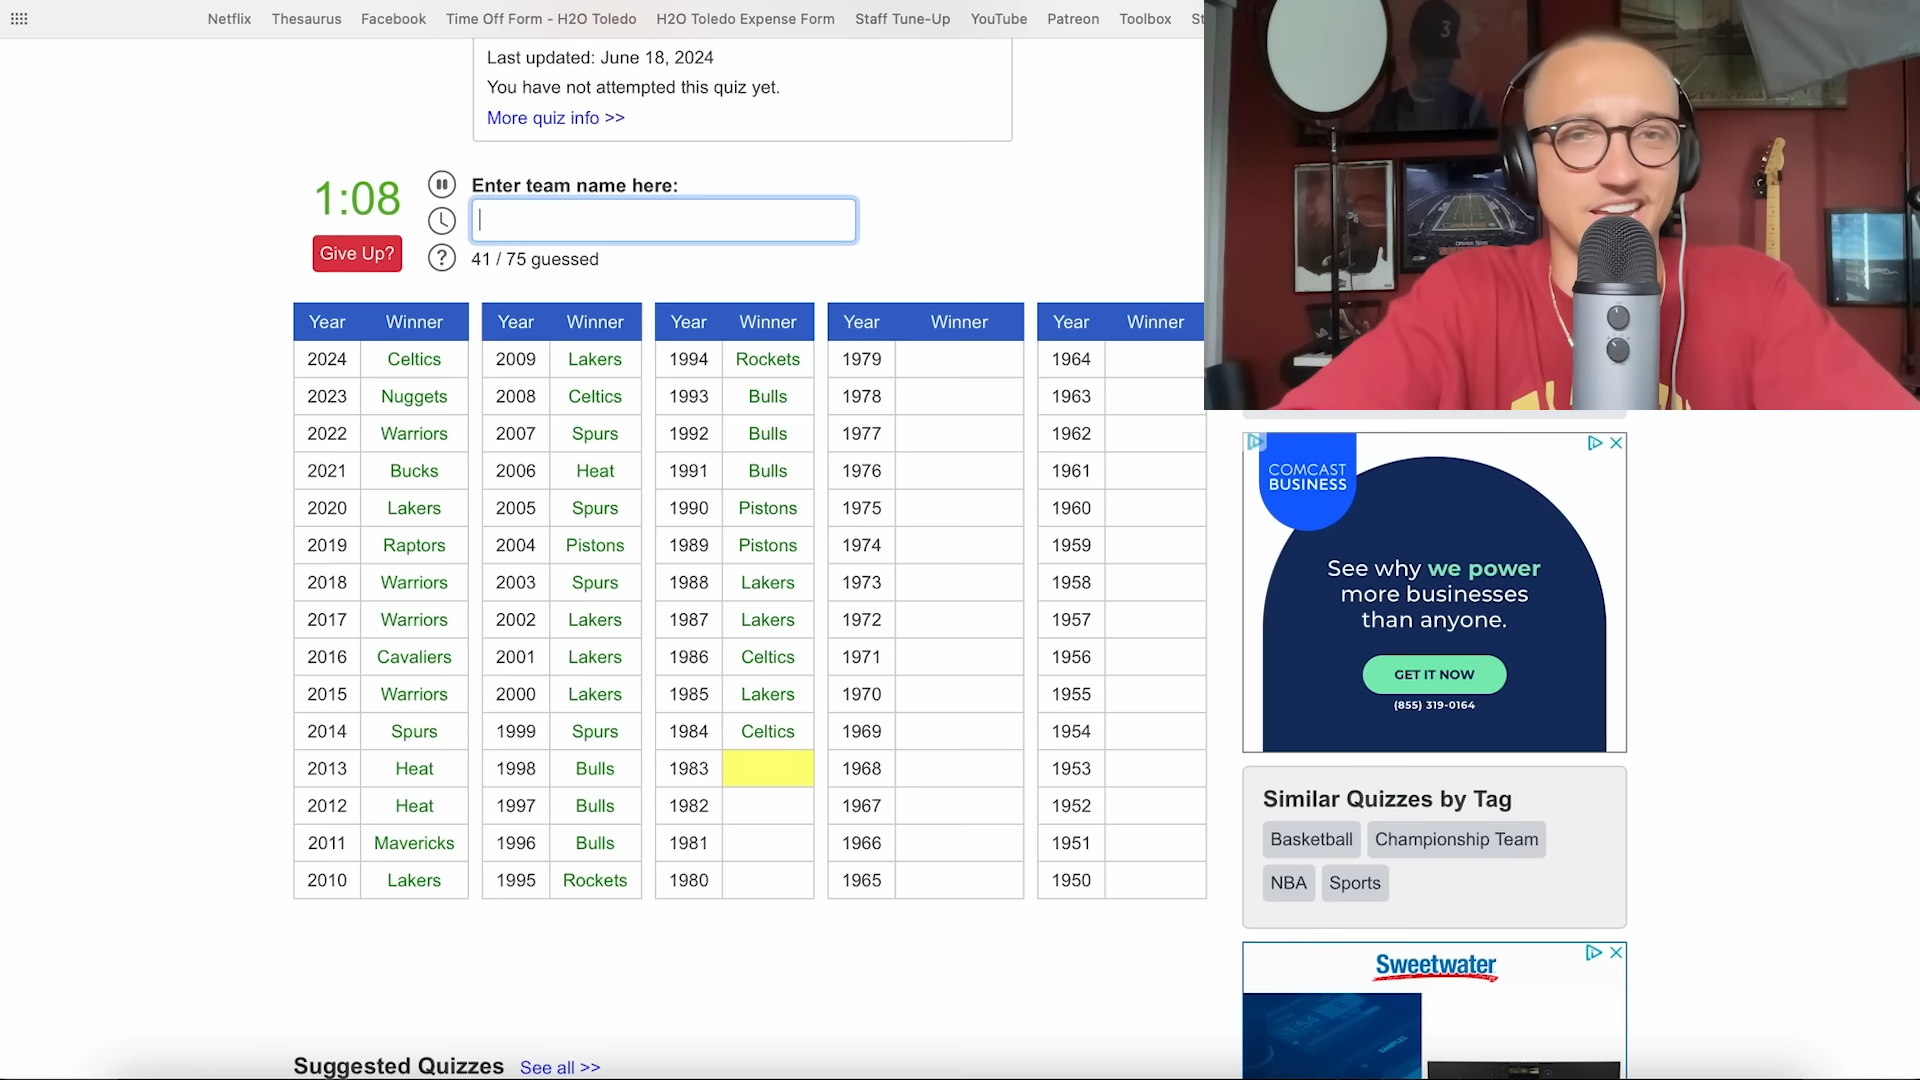 Netflix Thesaurus Facebook Time Off Form - H2O Toledo H2O Toledo Expense Form Staff Tune-Up YouTube Patreon Toolbox St
Last updated: June 18, 2024
You have not attempted this quiz yet.
More quiz info >>
1:08
Give Up?
Enter team name here:
?
41 / 75 guessed
Year Winner Year Winner Year Winner Year Winner Year Winner
2024 Celtics 2009 Lakers 1994 Rockets 1979 1964
2023 Nuggets 2008 Celtics 1993 Bulls 1978 1963
2022 Warriors 2007 Spurs 1992 Bulls 1977 1962
2021 Bucks 2006 Heat 1991 Bulls 1976 1961
2020 Lakers 2005 Spurs 1990 Pistons 1975 1960
2019 Raptors 2004 Pistons 1989 Pistons 1974 1959
2018 Warriors 2003 Spurs 1988 Lakers 1973 1958
2017 Warriors 2002 Lakers 1987 Lakers 1972 1957
2016 Cavaliers 2001 Lakers 1986 Celtics 1971 1956
2015 Warriors 2000 Lakers 1985 Lakers 1970 1955
2014 Spurs 1999 Spurs 1984 Celtics 1969 1954
2013 Heat 1998 Bulls 1983 1968 1953
2012 Heat 1997 Bulls 1982 1967 1952
2011 Mavericks 1996 Bulls 1981 1966 1951
2010 Lakers 1995 Rockets 1980 1965 1950
Suggested Quizzes See all >>
3
COMCAST
BUSINESS
See why we power
more businesses
than anyone.
GET IT NOW
(855) 319-0164
Similar Quizzes by Tag
Basketball Championship Team
NBA Sports
Sweetwater